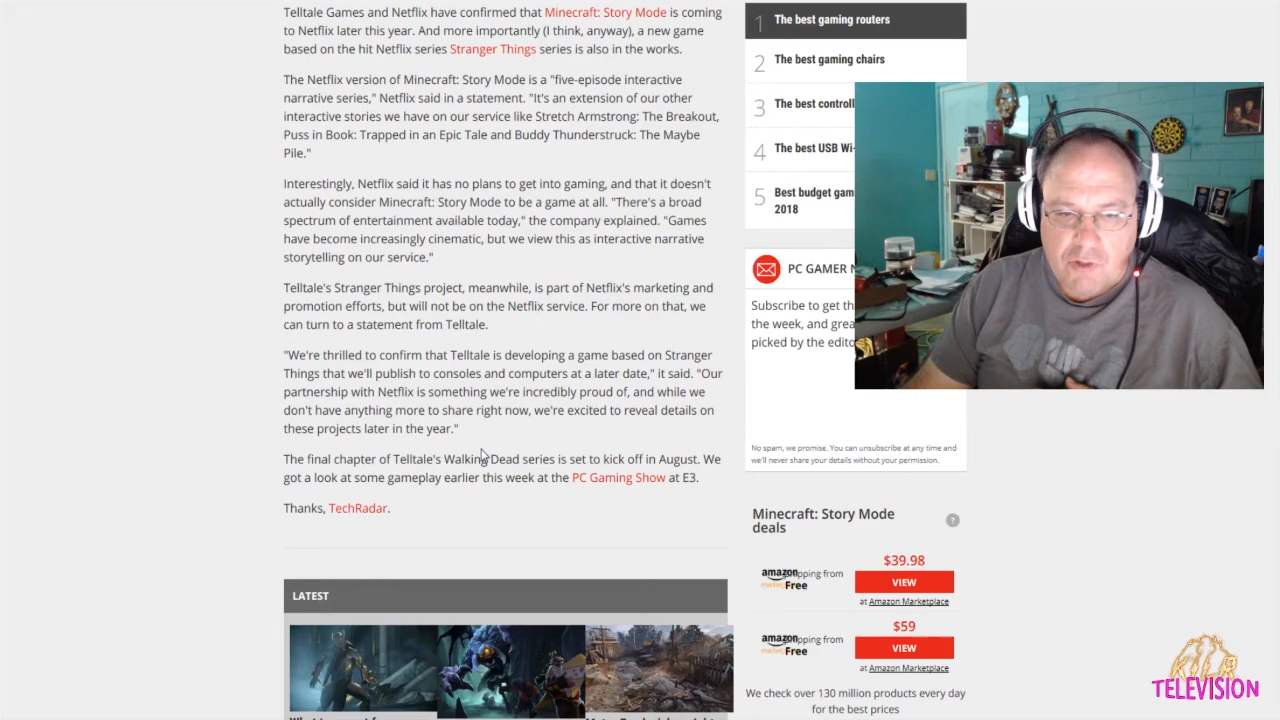 Telltale Games and Netflix have confirmed that Minecraft: Story Mode is coming
to Netflix later this year. And more importantly (I think, anyway), a new game
based on the hit Netflix series Stranger Things series is also in the works.
The Netflix version of Minecraft: Story Mode is a "five-episode interactive
narrative series," Netflix said in a statement. "It's an extension of our other
interactive stories we have on our service like Stretch Armstrong: The Breakout,
Puss in Book: Trapped in an Epic Tale and Buddy Thunderstruck: The Maybe
Pile."
Interestingly, Netflix said it has no plans to get into gaming, and that it doesn't
actually consider Minecraft: Story Mode to be a game at all. "There's a broad
spectrum of entertainment available today," the company explained. "Games
have become increasingly cinematic, but we view this as interactive narrative
storytelling on our service."
Telltale's Stranger Things project, meanwhile, is part of Netflix's marketing and
promotion efforts, but will not be on the Netflix service. For more on that, we
can turn to a statement from Telltale.
"We're thrilled to confirm that Telltale is developing a game based on Stranger
Things that we'll publish to consoles and computers at a later date," it said. "Our
partnership with Netflix is something we're incredibly proud of, and while we
don't have anything more to share right now, we're excited to reveal details on
these projects later in the year."
The final chapter of Telltale's Walking Dead series is set to kick off in August. We
got a look at some gameplay earlier this week at the PC Gaming Show at E3.
Thanks, TechRadar.
LATEST
1 The best gaming routers
2 The best gaming chairs
3 The best controll
4 The best USB Wi-
5 Best budget gam
2018
PC GAMER N
Subscribe to get th
the week, and grea
picked by the edito
No spam, we promise. You can unsubscribe at any time and
we'll never share your details without your permission.
Minecraft: Story Mode
deals
?
$39.98
amazon
Free
VIEW
at Amazon Marketplace
$59
amazon
Free
VIEW
at Amazon Marketplace
We check over 130 million products every day
for the best prices
TELEVISION